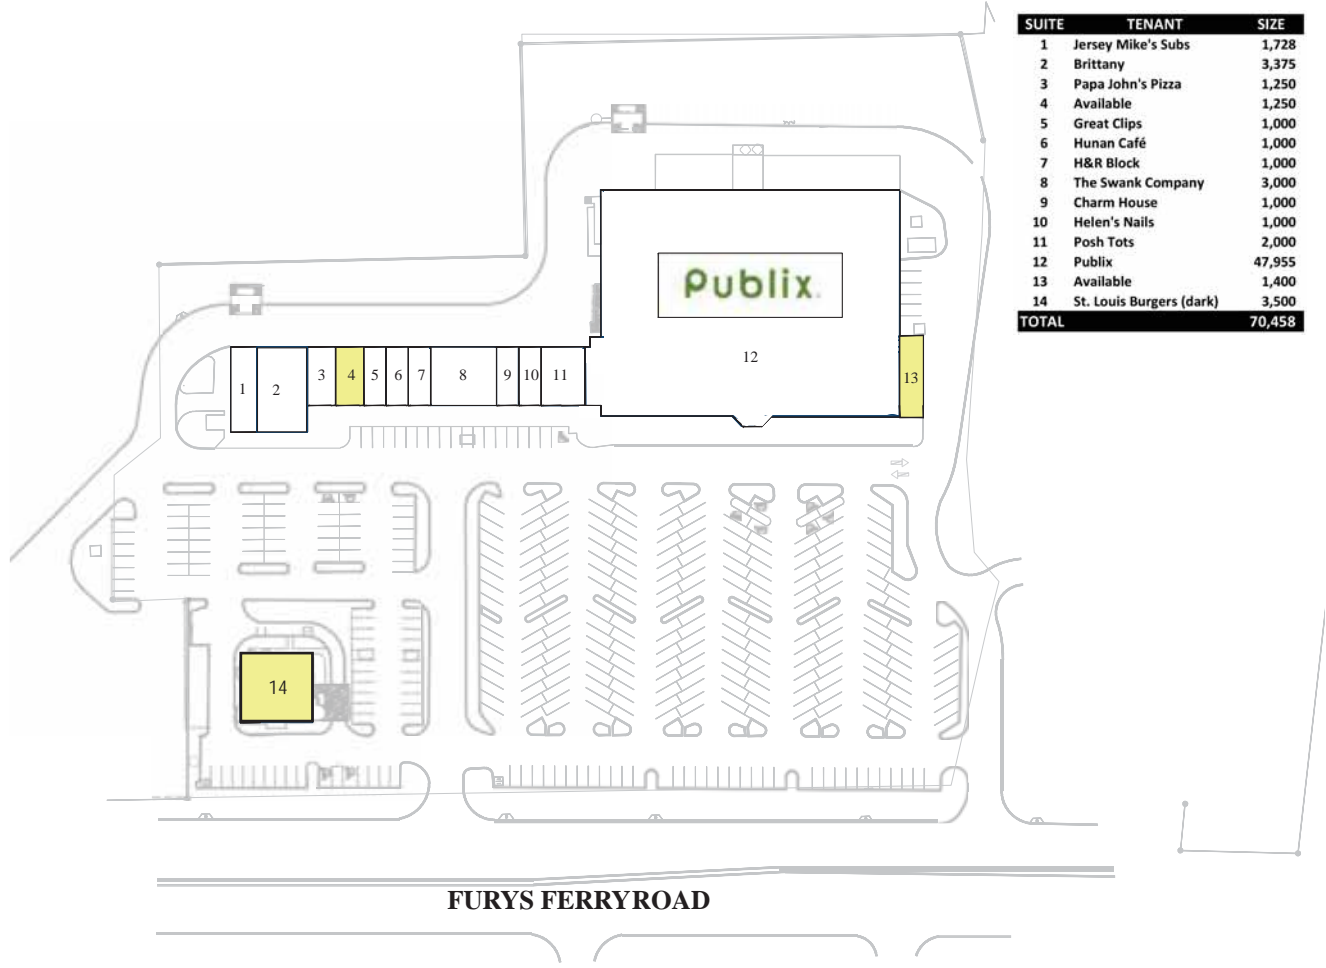 SUITE TENANT SIZE
1 Jersey Mike's Subs 1,728
2 Brittany 3,375
3 Papa John's Pizza 1,250
4 Available 1,250
5 Great Clips 1,000
6 Hunan Café 1,000
7 H&R Block 1,000
8 The Swank Company 3,000
9 Charm House 1,000
10 Helen's Nails 1,000
11 Posh Tots 2,000
12 Publix 47,955
13 Available 1,400
14 St. Louis Burgers (dark) 3,500
TOTAL 70,458
Publix.
12
1 2 3 4 5 6 7 8 9 10 11
13
14
FURYS FERRYROAD